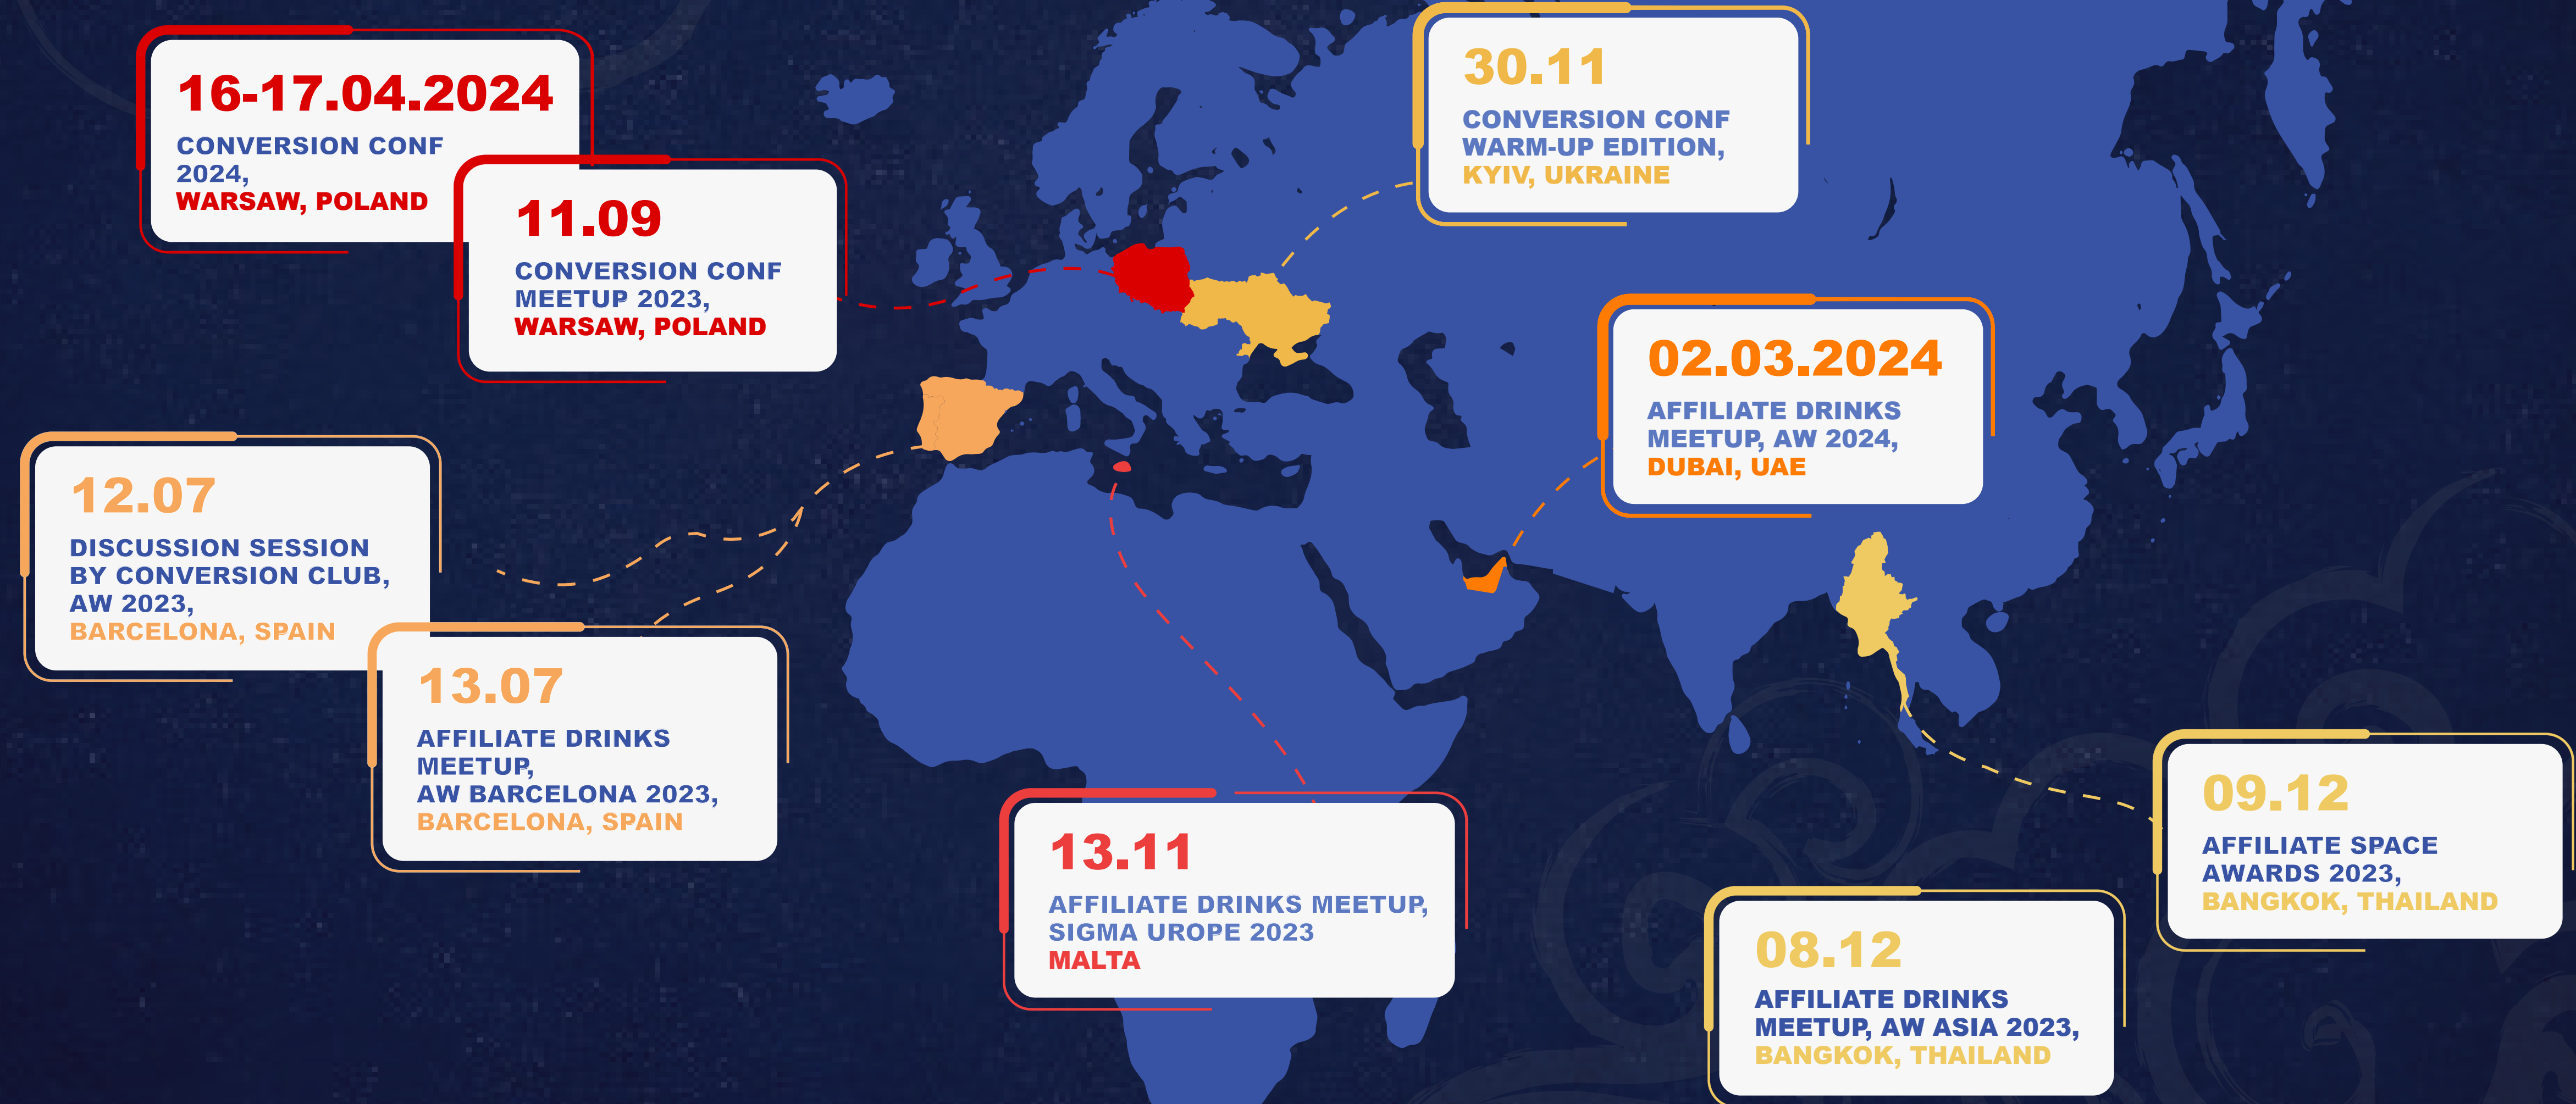 16-17.04.2024
CONVERSION CONF
2024,
WARSAW, POLAND
11.09
CONVERSION CONF
MEETUP 2023,
WARSAW, POLAND
30.11
CONVERSION CONF
WARM-UP EDITION,
KYIV, UKRAINE
02.03.2024
AFFILIATE DRINKS
MEETUP, AW 2024,
DUBAI, UAE
12.07
DISCUSSION SESSION
BY CONVERSION CLUB,
AW 2023,
BARCELONA, SPAIN
13.07
AFFILIATE DRINKS
MEETUP,
AW BARCELONA 2023,
BARCELONA, SPAIN
13.11
AFFILIATE DRINKS MEETUP,
SIGMA UROPE 2023
MALTA
09.12
AFFILIATE SPACE
AWARDS 2023,
BANGKOK, THAILAND
08.12
AFFILIATE DRINKS
MEETUP, AW ASIA 2023,
BANGKOK, THAILAND